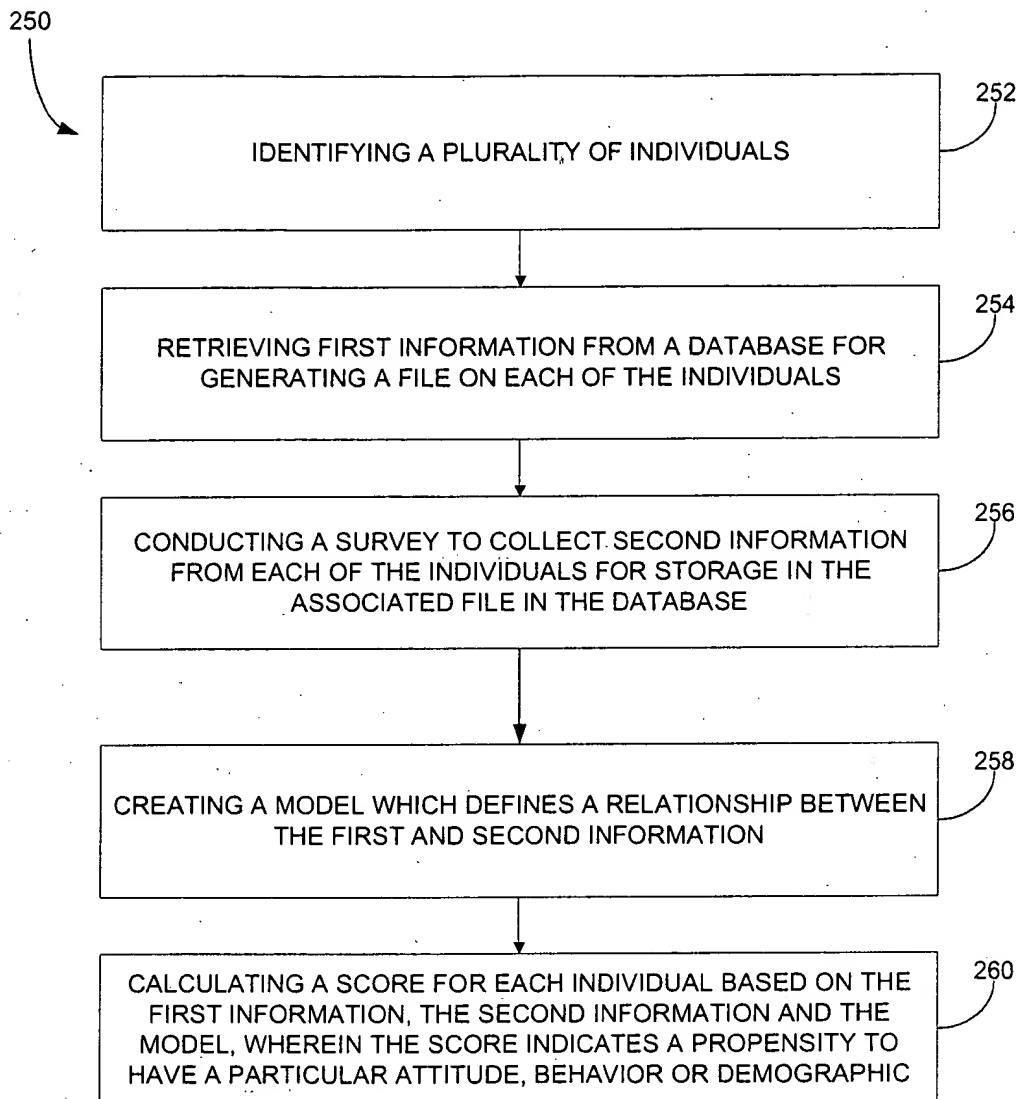 250
252
IDENTIFYING A PLURALITY OF INDIVIDUALS
254
RETRIEVING FIRST INFORMATION FROM A DATABASE FOR
GENERATING A FILE ON EACH OF THE INDIVIDUALS
256
CONDUCTING A SURVEY TO COLLECT SECOND INFORMATION
FROM EACH OF THE INDIVIDUALS FOR STORAGE IN THE
ASSOCIATED FILE IN THE DATABASE
258
CREATING A MODEL WHICH DEFINES A RELATIONSHIP BETWEEN
THE FIRST AND SECOND INFORMATION
260
CALCULATING A SCORE FOR EACH INDIVIDUAL BASED ON THE
FIRST INFORMATION, THE SECOND INFORMATION AND THE
MODEL, WHEREIN THE SCORE INDICATES A PROPENSITY TO
HAVE A PARTICULAR ATTITUDE, BEHAVIOR OR DEMOGRAPHIC